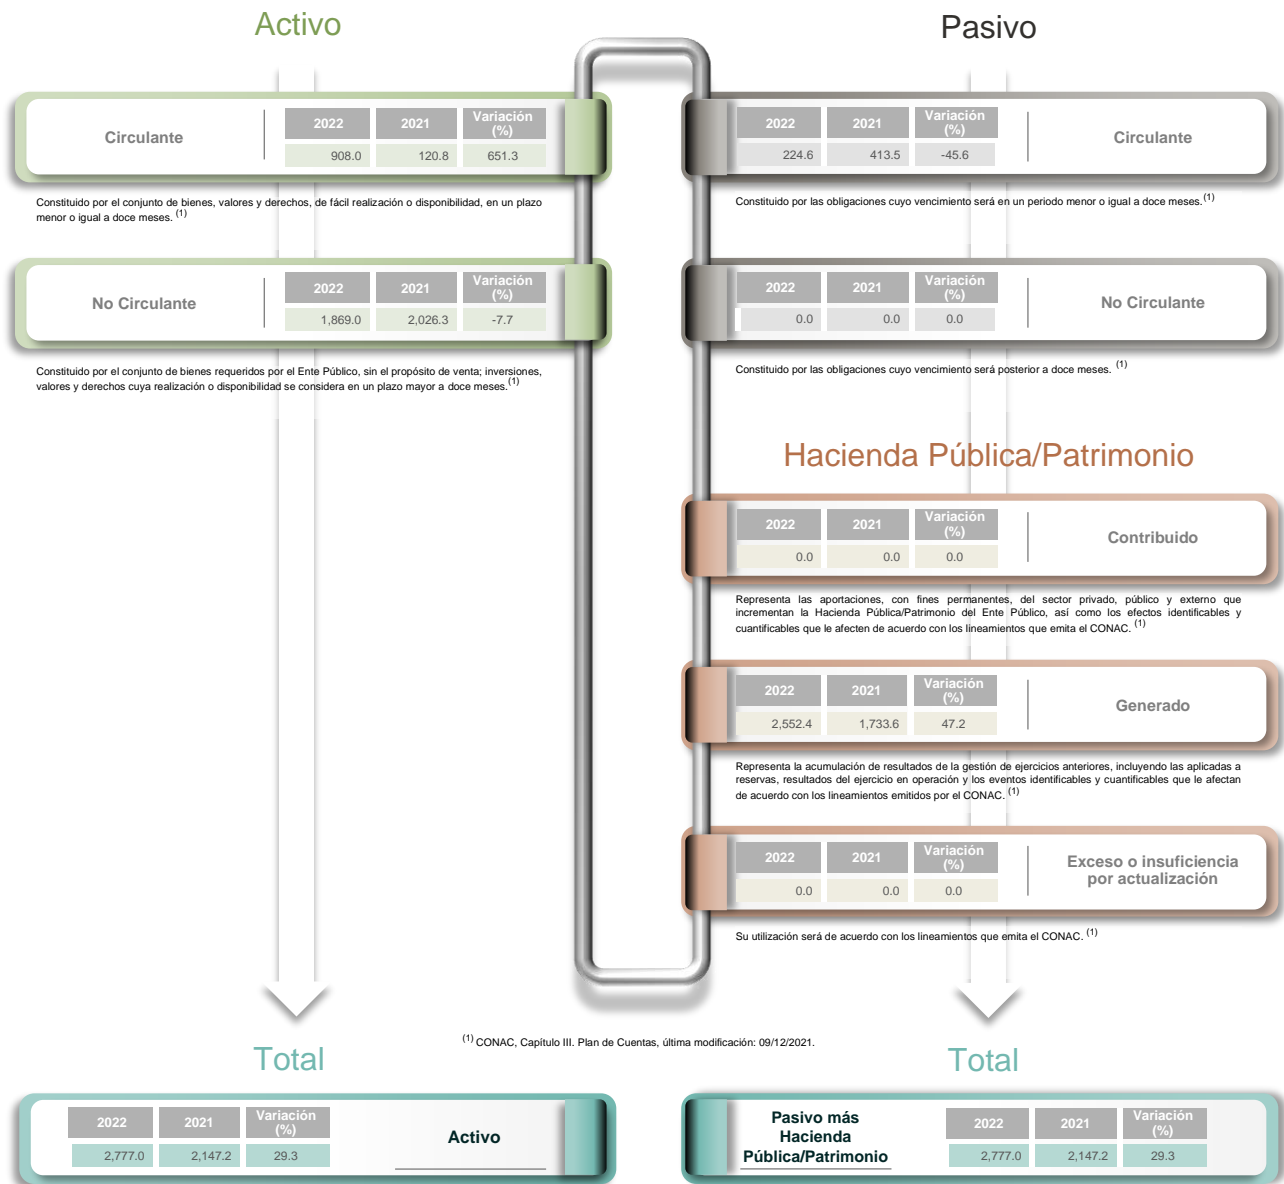 Activo
Circulante
2022 2021 Variación (%)
908.0 120.8 651.3
Constituido por el conjunto de bienes, valores y derechos, de fácil realización o disponibilidad, en un plazo
menor o igual a doce meses. (1)
No Circulante
2022 2021 Variación (%)
1,869.0 2,026.3 -7.7
Constituido por el conjunto de bienes requeridos por el Ente Público, sin el propósito de venta; inversiones,
valores y derechos cuya realización o disponibilidad se considera en un plazo mayor a doce meses.(1)
Pasivo
2022 2021 Variación (%)
224.6 413.5 -45.6
Circulante
Constituido por las obligaciones cuyo vencimiento será en un periodo menor o igual a doce meses.(1)
2022 2021 Variación (%)
0.0 0.0 0.0
No Circulante
Constituido por las obligaciones cuyo vencimiento será posterior a doce meses. (1)
Hacienda Pública/Patrimonio
2022 2021 Variación (%)
0.0 0.0 0.0
Contribuido
Representa las aportaciones, con fines permanentes, del sector privado, público y externo que
incrementan la Hacienda Pública/Patrimonio del Ente Público, así como los efectos identificables y
cuantificables que le afecten de acuerdo con los lineamientos que emita el CONAC. (1)
2022 2021 Variación (%)
2,552.4 1,733.6 47.2
Generado
Representa la acumulación de resultados de la gestión de ejercicios anteriores, incluyendo las aplicadas a
reservas, resultados del ejercicio en operación y los eventos identificables y cuantificables que le afectan
de acuerdo con los lineamientos emitidos por el CONAC. (1)
2022 2021 Variación (%)
0.0 0.0 0.0
Exceso o insuficiencia
por actualización
Su utilización será de acuerdo con los lineamientos que emita el CONAC. (1)
(1) CONAC, Capítulo III. Plan de Cuentas, última modificación: 09/12/2021.
Total
2022 2021 Variación (%)
2,777.0 2,147.2 29.3
Activo
Total
Pasivo más
Hacienda
Pública/Patrimonio
2022 2021 Variación (%)
2,777.0 2,147.2 29.3